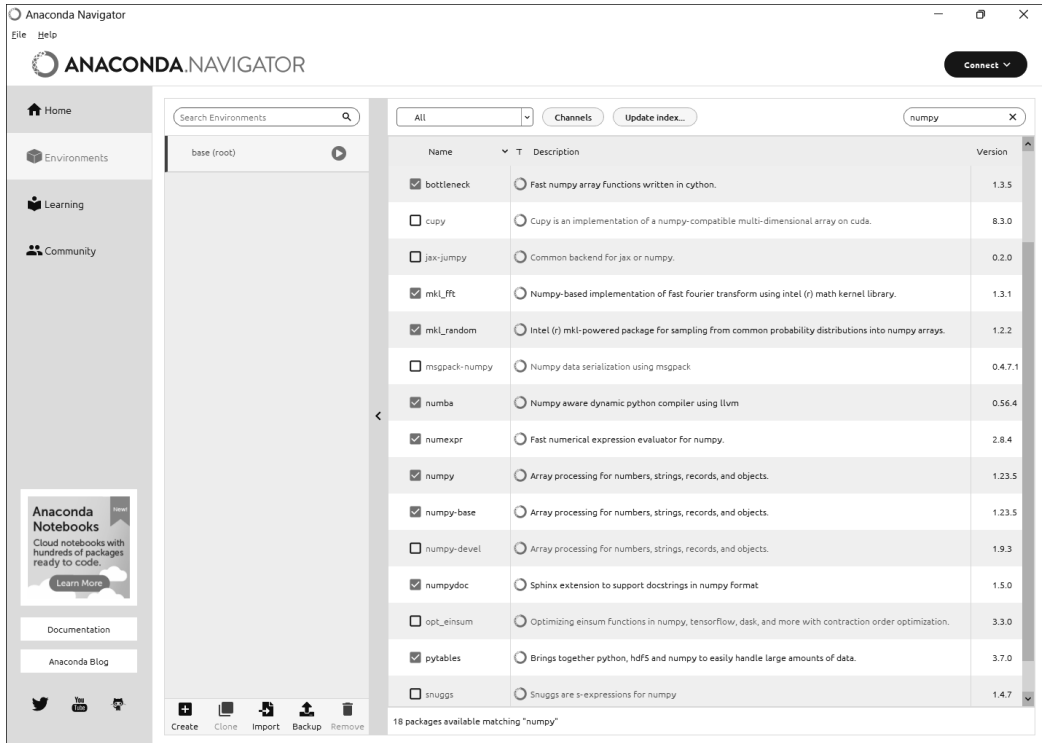 Anaconda Navigator
File Help
ANACONDA.NAVIGATOR
Connect
Home
Environments
Learning
Community
Anaconda Notebooks
New!
Cloud notebooks with
hundreds of packages
ready to code.
Learn More
Documentation
Anaconda Blog
You
Tube
Search Environments
base (root)
Create Clone Import Backup Remove
All
Channels
Update index...
numpy
Name T Description Version
bottleneck Fast numpy array functions written in cython. 1.3.5
cupy Cupy is an implementation of a numpy-compatible multi-dimensional array on cuda. 8.3.0
jax-jumpy Common backend for jax or numpy. 0.2.0
mkl_fft Numpy-based implementation of fast fourier transform using intel (r) math kernel library. 1.3.1
mkl_random Intel (r) mkl-powered package for sampling from common probability distributions into numpy arrays. 1.2.2
msgpack-numpy Numpy data serialization using msgpack 0.4.7.1
numba Numpy aware dynamic python compiler using llvm 0.56.4
numexpr Fast numerical expression evaluator for numpy. 2.8.4
numpy Array processing for numbers, strings, records, and objects. 1.23.5
numpy-base Array processing for numbers, strings, records, and objects. 1.23.5
numpy-devel Array processing for numbers, strings, records, and objects. 1.9.3
numpydoc Sphinx extension to support docstrings in numpy format 1.5.0
opt_einsum Optimizing einsum functions in numpy, tensorflow, dask, and more with contraction order optimization. 3.3.0
pytables Brings together python, hdf5 and numpy to easily handle large amounts of data. 3.7.0
snuggs Snuggs are s-expressions for numpy 1.4.7
18 packages available matching "numpy"